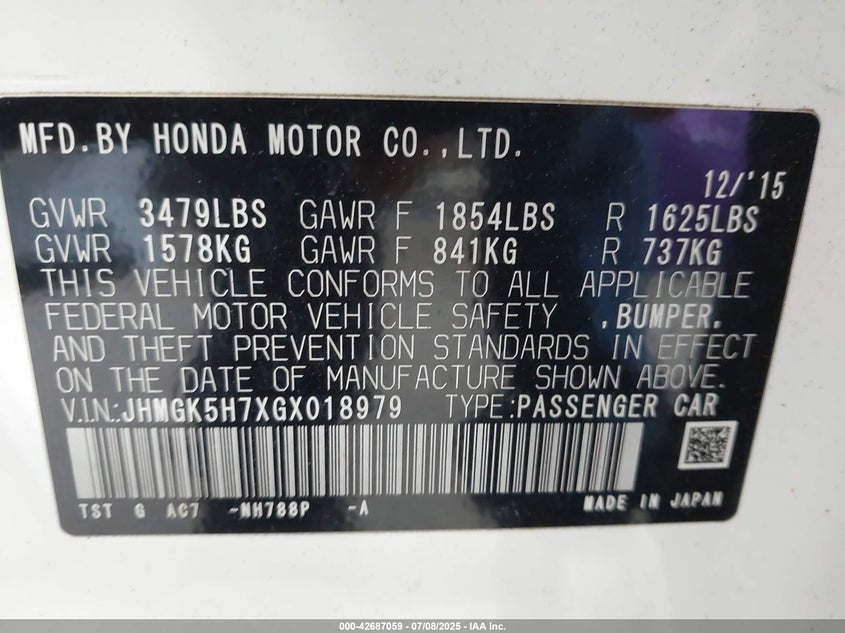 MFD.BY HONDA MOTOR CO.,LTD.
12/'15
GVWR 3479LBS GAWR F 1854LBS R 1625LBS
GVWR 1578KG GAWR F 841KG R 737KG
THIS VEHICLE CONFORMS TO ALL APPLICABLE
FEDERAL MOTOR VEHICLE SAFETY ,BUMPER,
AND THEFT PREVENTION STANDARDS IN EFFECT
ON THE DATE OF MANUFACTURE SHOWN ABOVE.
V.I.N.:JHMGK5H7XGX018979 TYPE:PASSENGER CAR
TST G AC7 -NH788P -A MADE IN JAPAN
000-42687059 - 07/08/2025 - IAA Inc.